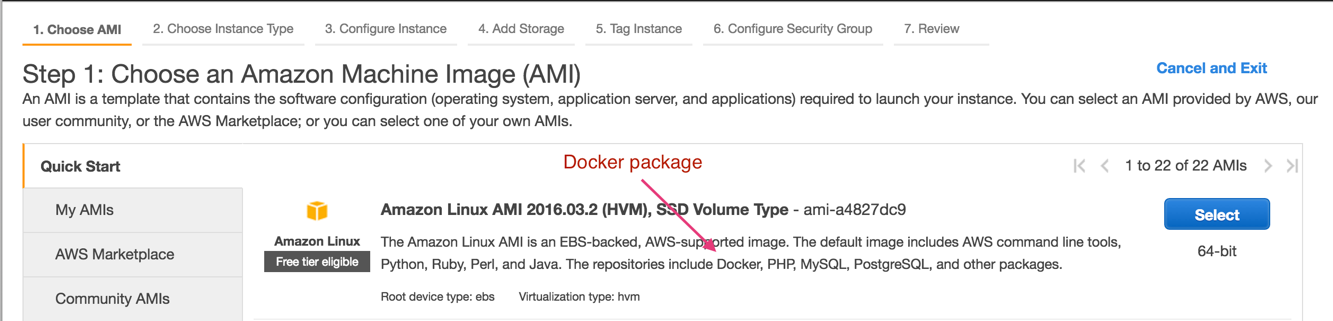 1. Choose AMI 2. Choose Instance Type 3. Configure Instance 4. Add Storage 5. Tag Instance 6. Configure Security Group 7. Review
Step 1: Choose an Amazon Machine Image (AMI)
Cancel and Exit
An AMI is a template that contains the software configuration (operating system, application server, and applications) required to launch your instance. You can select an AMI provided by AWS, our
user community, or the AWS Marketplace; or you can select one of your own AMIs.
Quick Start
My AMIs
AWS Marketplace
Community AMIs
Docker package
1 to 22 of 22 AMIs
Amazon Linux
Free tier eligible
Amazon Linux AMI 2016.03.2 (HVM), SSD Volume Type - ami-a4827dc9
The Amazon Linux AMI is an EBS-backed, AWS-supported image. The default image includes AWS command line tools,
Python, Ruby, Perl, and Java. The repositories include Docker, PHP, MySQL, PostgreSQL, and other packages.
Root device type: ebs Virtualization type: hvm
Select
64-bit